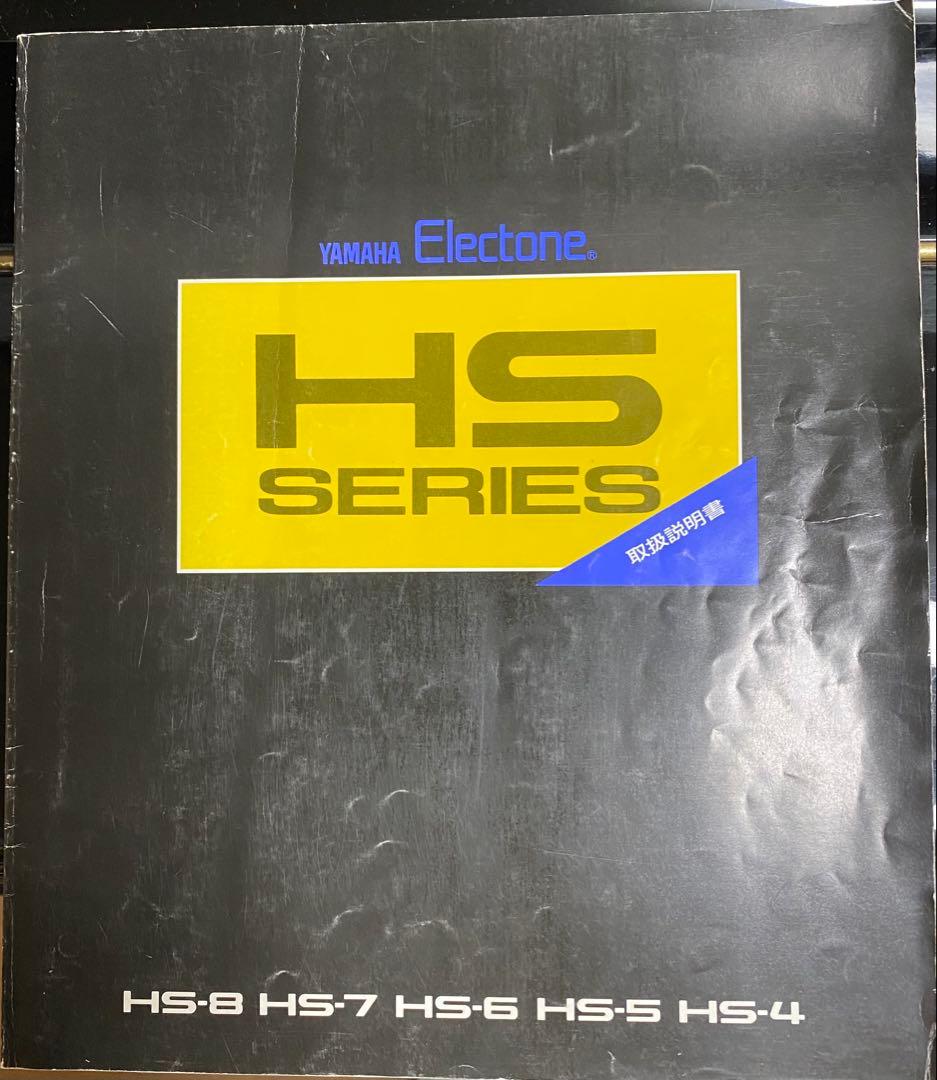 YAMAHA Electone®
HS
SERIES
取扱説明書
HS-8 HS-7 HS-6 HS-5 HS-4